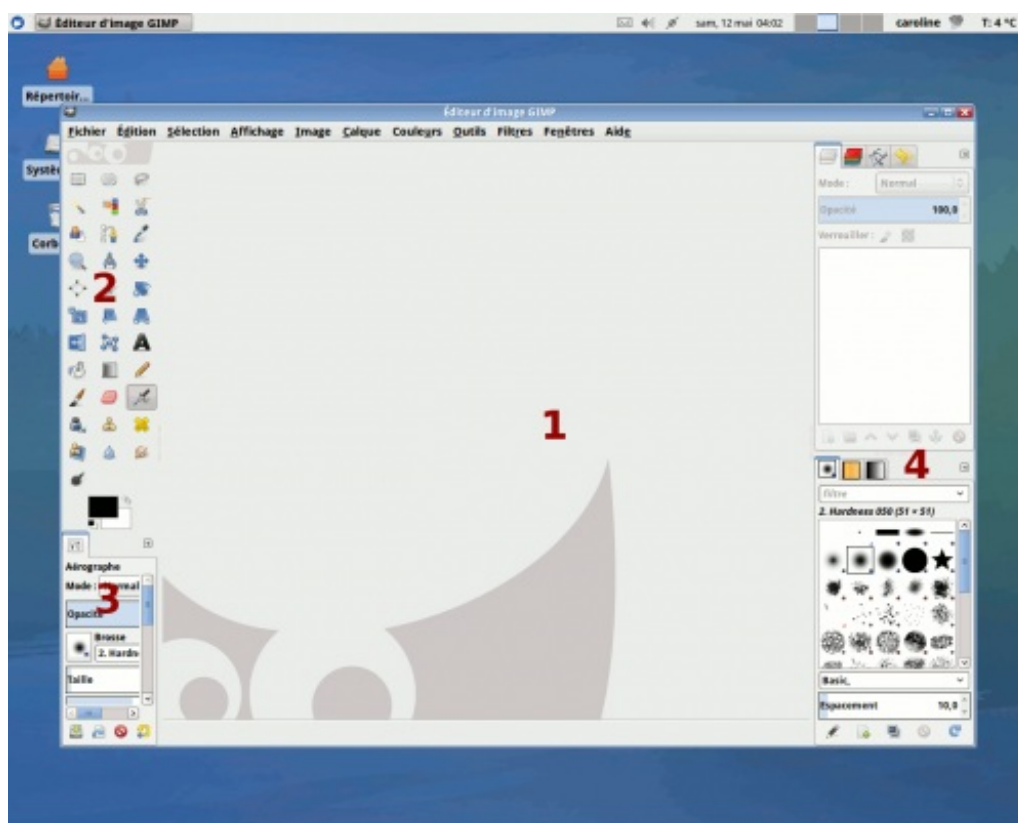 Éditeur d'image GIMP
sam, 12 mai 04:02
caroline
T: 4 °C
Répertoir...
Systè
Corb
Éditeur d'image GIMP
Fichier Édition Sélection Affichage Image Calque Couleurs Outils Filtres Fenêtres Aide
Mode : Normal
Opacité 100,0
Verrouiller :
2
1
4
filtre
2. Hardness 050 (51 × 51)
Aérographe
Mode : Normal
3
Opacité
Brosse
2. Hardn
Taille
Basic,
Espacement 10,0